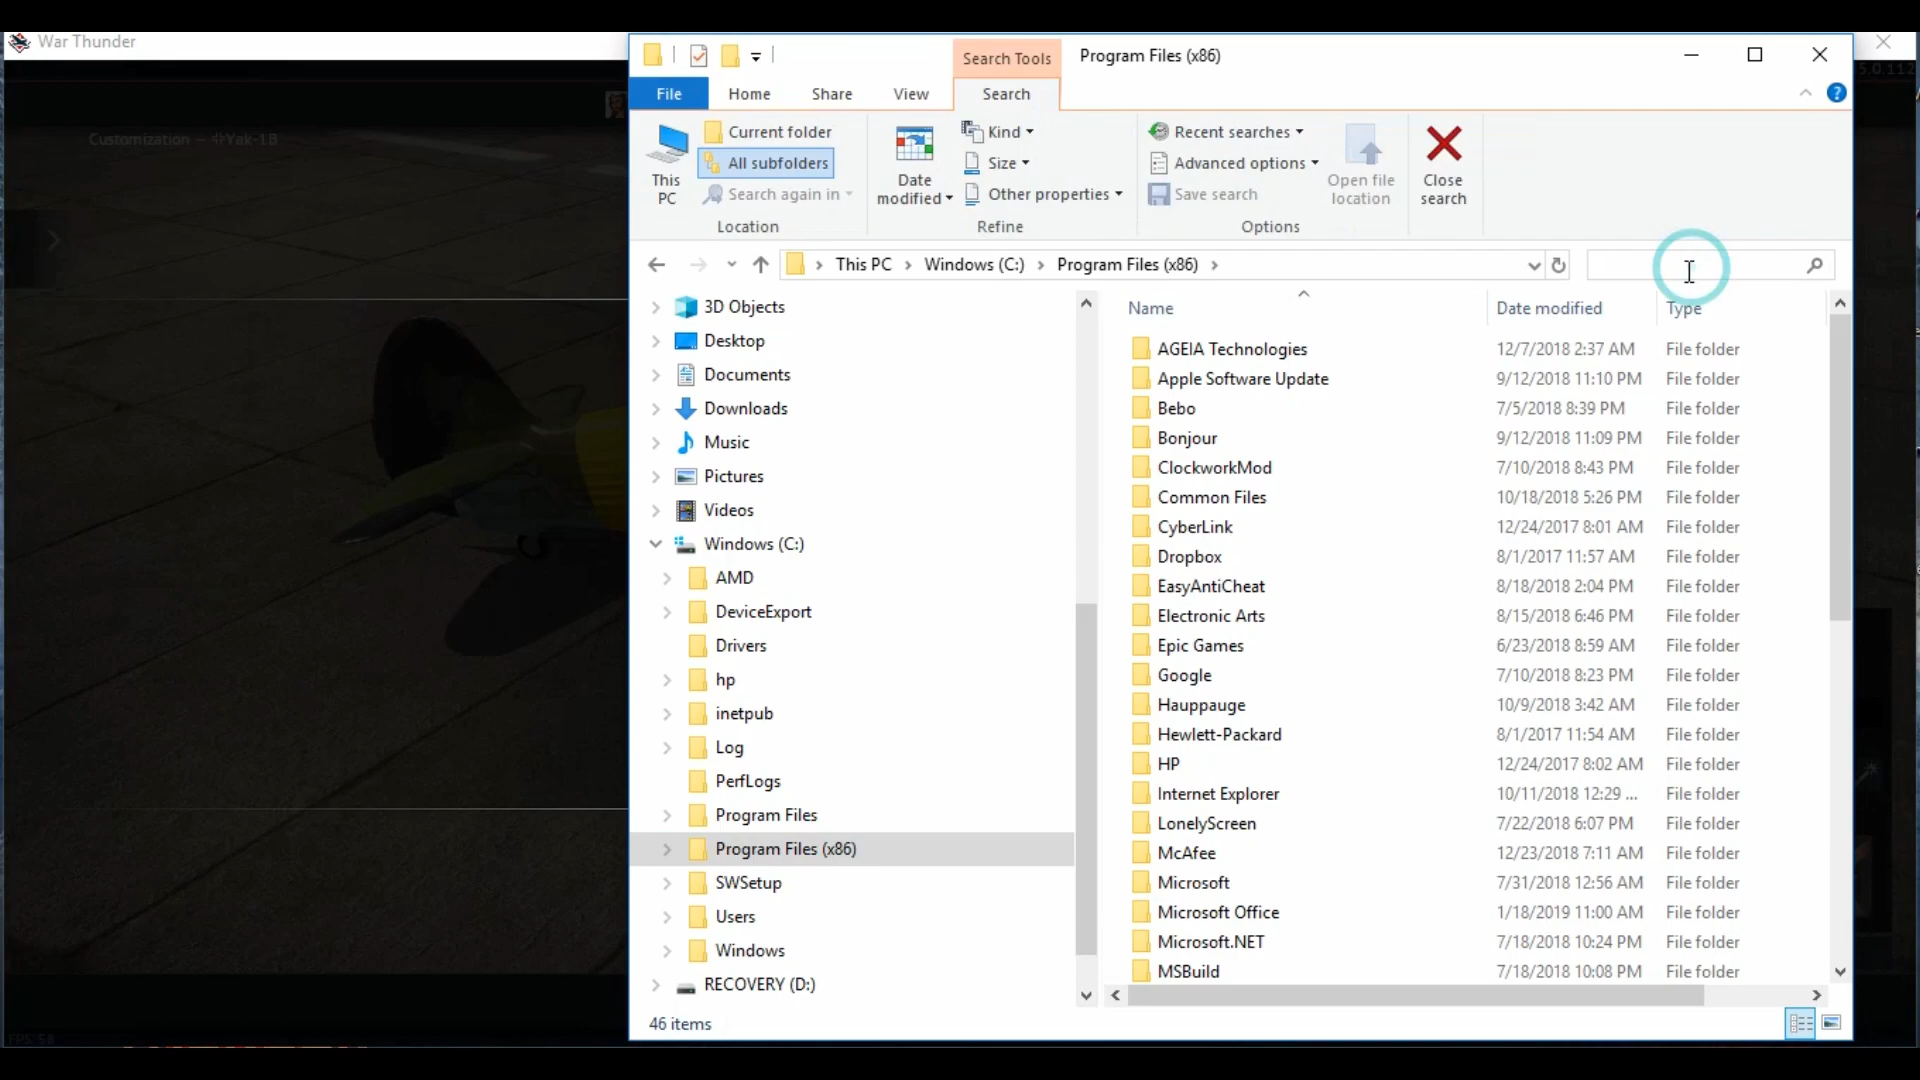 War Thunder
Customization – Yak-1B
Search Tools
Program Files (x86)
File
Home
Share
View
Search
This PC
Current folder
All subfolders
Search again in
Location
Date modified
Kind
Size
Other properties
Refine
Recent searches
Advanced options
Save search
Options
Open file location
Close search
This PC > Windows (C:) > Program Files (x86) >
3D Objects
Desktop
Documents
Downloads
Music
Pictures
Videos
Windows (C:)
AMD
DeviceExport
Drivers
hp
inetpub
Log
PerfLogs
Program Files
Program Files (x86)
SWSetup
Users
Windows
RECOVERY (D:)
Name Date modified Type
AGEIA Technologies 12/7/2018 2:37 AM File folder
Apple Software Update 9/12/2018 11:10 PM File folder
Bebo 7/5/2018 8:39 PM File folder
Bonjour 9/12/2018 11:09 PM File folder
ClockworkMod 7/10/2018 8:43 PM File folder
Common Files 10/18/2018 5:26 PM File folder
CyberLink 12/24/2017 8:01 AM File folder
Dropbox 8/1/2017 11:57 AM File folder
EasyAntiCheat 8/18/2018 2:04 PM File folder
Electronic Arts 8/15/2018 6:46 PM File folder
Epic Games 6/23/2018 8:59 AM File folder
Google 7/10/2018 8:23 PM File folder
Hauppauge 10/9/2018 3:42 AM File folder
Hewlett-Packard 8/1/2017 11:54 AM File folder
HP 12/24/2017 8:02 AM File folder
Internet Explorer 10/11/2018 12:29 ... File folder
LonelyScreen 7/22/2018 6:07 PM File folder
McAfee 12/23/2018 7:11 AM File folder
Microsoft 7/31/2018 12:56 AM File folder
Microsoft Office 1/18/2019 11:00 AM File folder
Microsoft.NET 7/18/2018 10:24 PM File folder
MSBuild 7/18/2018 10:08 PM File folder
46 items